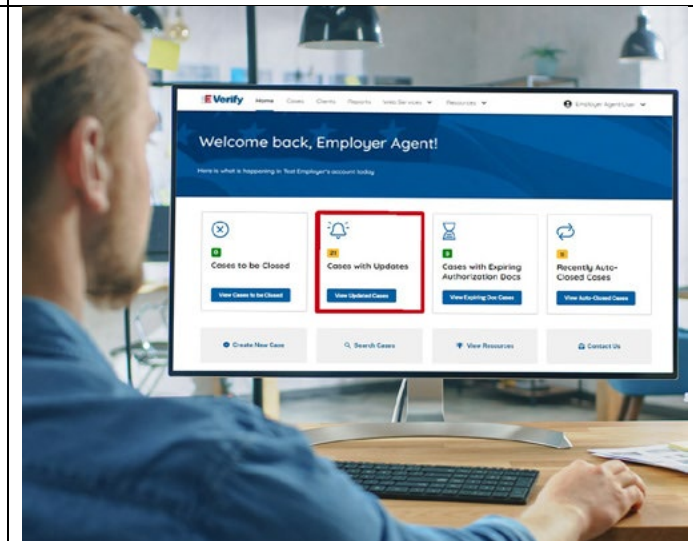 E Verify Home Cases Clients Reports Web Services Resources Employer Agent User
Welcome back, Employer Agent!
Here is what is happening in Test Employer's account today
0
Cases to be Closed
View Cases to be Closed
21
Cases with Updates
View Updated Cases
0
Cases with Expiring
Authorization Docs
View Expiring Doc Cases
Recently Auto-
Closed Cases
View Auto-Closed Cases
Create New Case
Search Cases
View Resources
Contact Us